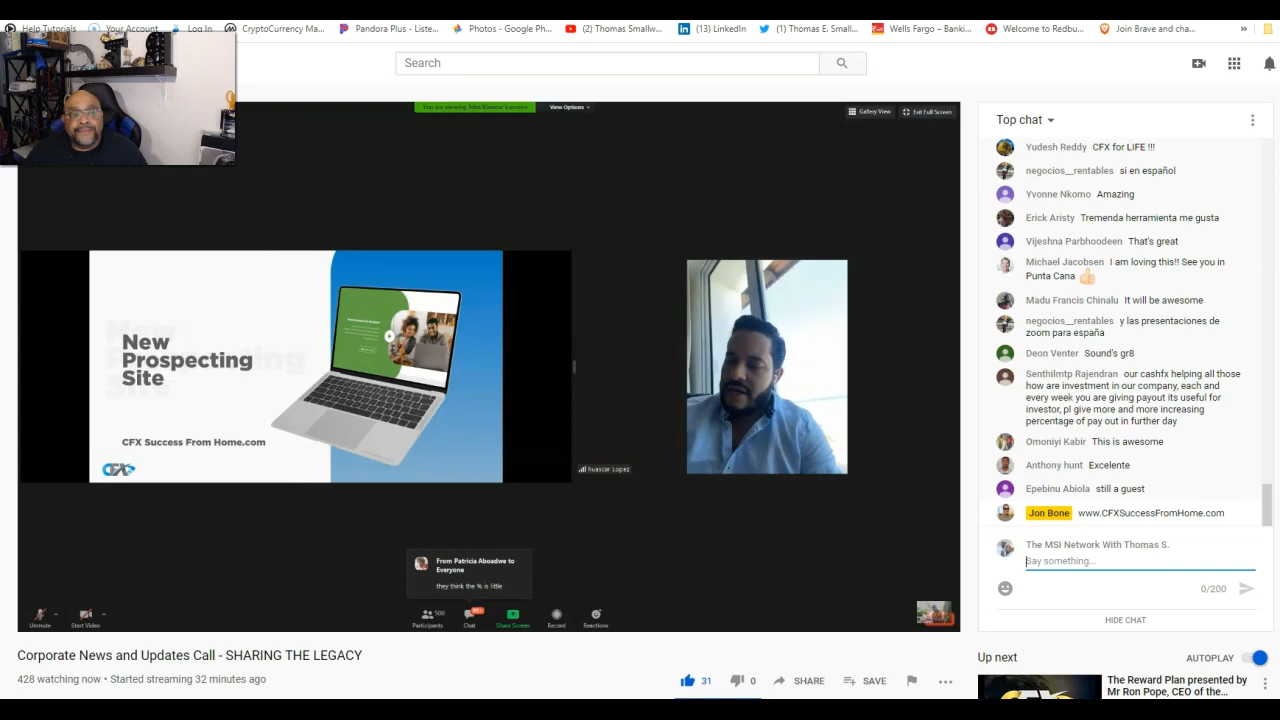 Help Tutorials
Your Account
Log In
CryptoCurrency Ma...
Pandora Plus - Liste...
Photos - Google Ph...
(2) Thomas Smallw...
(13) LinkedIn
(1) Thomas E. Small...
Wells Fargo – Banki...
Welcome to Redbu...
Join Brave and cha...
»
Search
You are viewing
screen
View Options
Gallery View
Exit Full Screen
New
Prospecting
Site
CFX Success From Home.com
CFX
huascar Lopez
From Patricia Aboadwe to
Everyone
they think the % is little
Unmute
Start Video
500
Participants
Chat
Share Screen
Record
Reactions
Top chat
Yudesh Reddy CFX for LIFE !!!
negocios__rentables si en español
Yvonne Nkomo Amazing
Erick Aristy Tremenda herramienta me gusta
Vijeshna Parbhoodeen That's great
Michael Jacobsen I am loving this!! See you in
Punta Cana
Madu Francis Chinalu It will be awesome
negocios__rentables y las presentaciones de
zoom para españa
Deon Venter Sound's gr8
Senthilmtp Rajendran our cashfx helping all those
how are investment in our company, each and
every week you are giving payout its useful for
investor, pl give more and more increasing
percentage of pay out in further day
Omoniyi Kabir This is awesome
Anthony hunt Excelente
Epebinu Abiola still a guest
Jon Bone www.CFXSuccessFromHome.com
The MSI Network With Thomas S.
Say something...
0/200
HIDE CHAT
Corporate News and Updates Call - SHARING THE LEGACY
428 watching now • Started streaming 32 minutes ago
31
0
SHARE
SAVE
Up next
AUTOPLAY
The Reward Plan presented by
Mr Ron Pope, CEO of the...